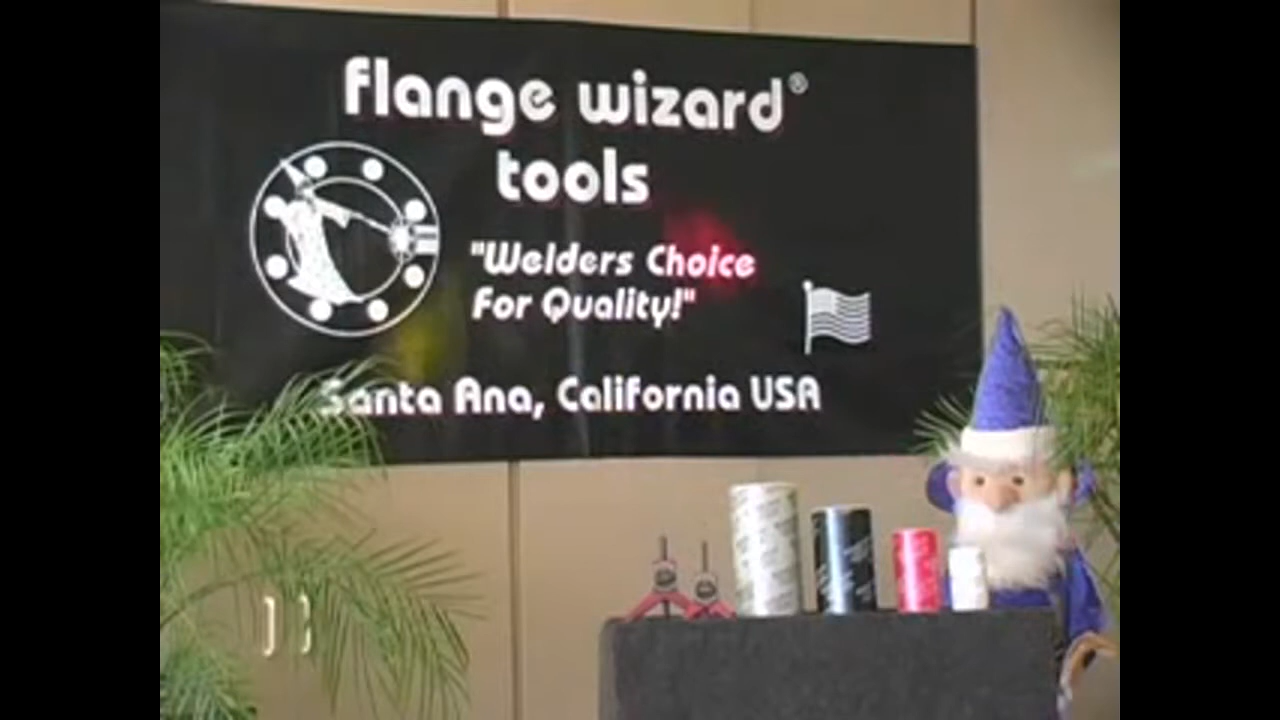 flange wizard®
tools
"Welders Choice
For Quality!"
Santa Ana, California USA